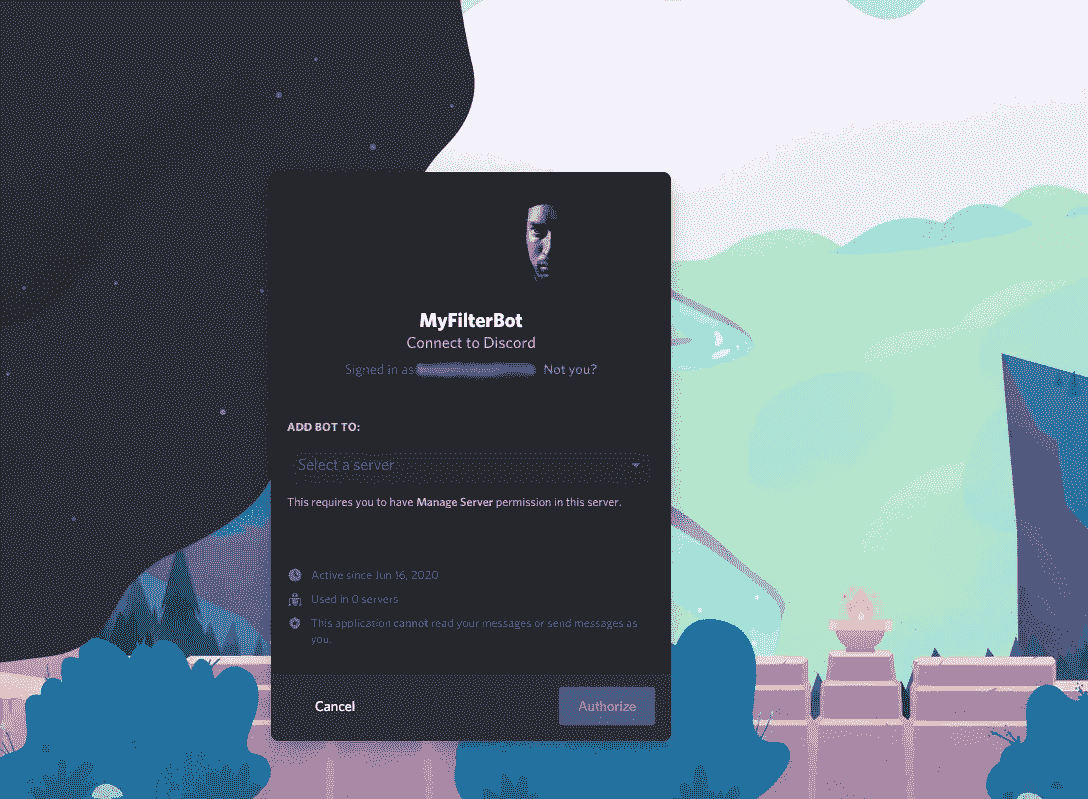 MyFilterBot
Connect to Discord
Signed in as Not you?
ADD BOT TO:
Select a server
This requires you to have Manage Server permission in this server.
Active since Jun 16, 2020
Used in 0 servers
This application cannot read your messages or send messages as
you.
Cancel
Authorize